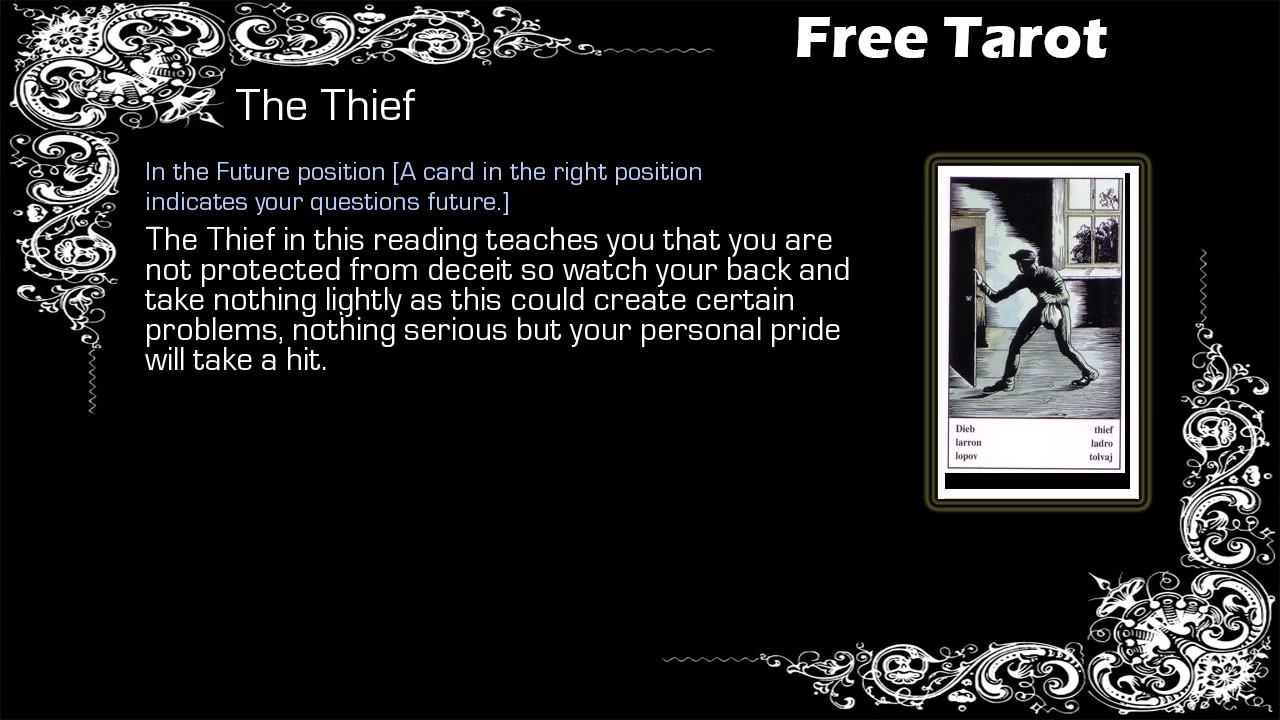 Free Tarot
The Thief
In the Future position [A card in the right position
indicates your questions future.]
The Thief in this reading teaches you that you are
not protected from deceit so watch your back and
take nothing lightly as this could create certain
problems, nothing serious but your personal pride
will take a hit.
Dieb thief
larron ladro
lopov tolvaj